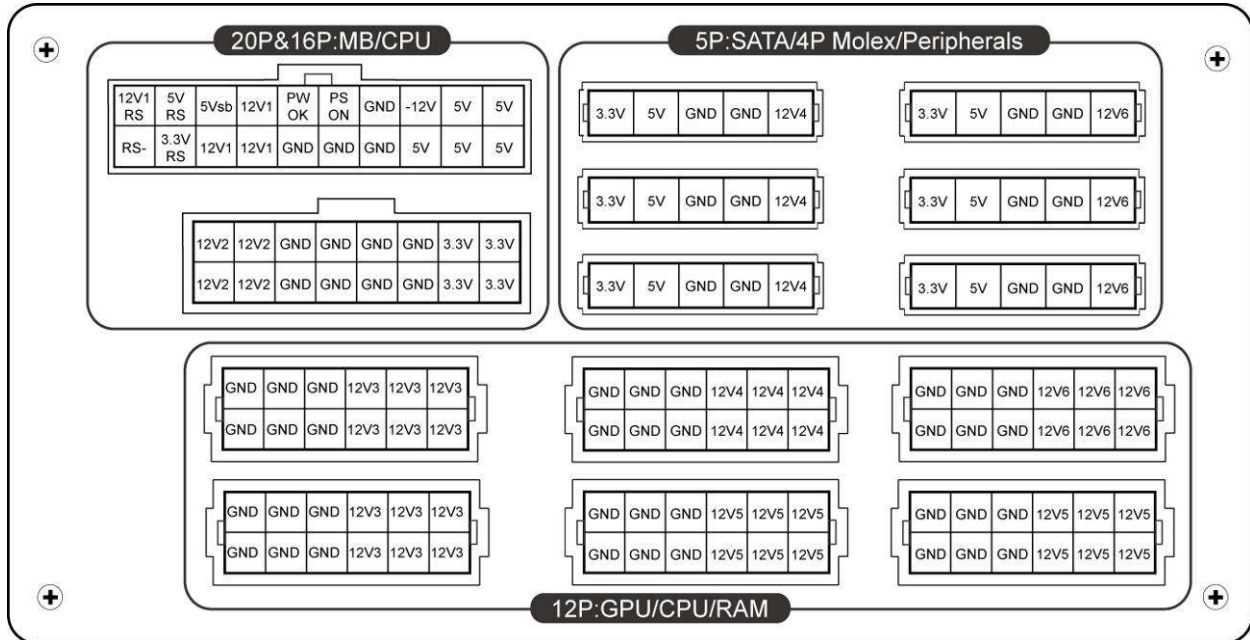 20P&16P:MB/CPU
12V1 RS 5V RS 5Vsb 12V1 PW OK PS ON GND -12V 5V 5V
RS- 3.3V RS 12V1 12V1 GND GND GND 5V 5V 5V
12V2 12V2 GND GND GND GND 3.3V 3.3V
12V2 12V2 GND GND GND GND 3.3V 3.3V
5P:SATA/4P Molex/Peripherals
3.3V 5V GND GND 12V4
3.3V 5V GND GND 12V6
3.3V 5V GND GND 12V4
3.3V 5V GND GND 12V6
3.3V 5V GND GND 12V4
3.3V 5V GND GND 12V6
GND GND GND 12V3 12V3 12V3
GND GND GND 12V3 12V3 12V3
GND GND GND 12V4 12V4 12V4
GND GND GND 12V4 12V4 12V4
GND GND GND 12V6 12V6 12V6
GND GND GND 12V6 12V6 12V6
GND GND GND 12V3 12V3 12V3
GND GND GND 12V3 12V3 12V3
GND GND GND 12V5 12V5 12V5
GND GND GND 12V5 12V5 12V5
GND GND GND 12V5 12V5 12V5
GND GND GND 12V5 12V5 12V5
12P:GPU/CPU/RAM